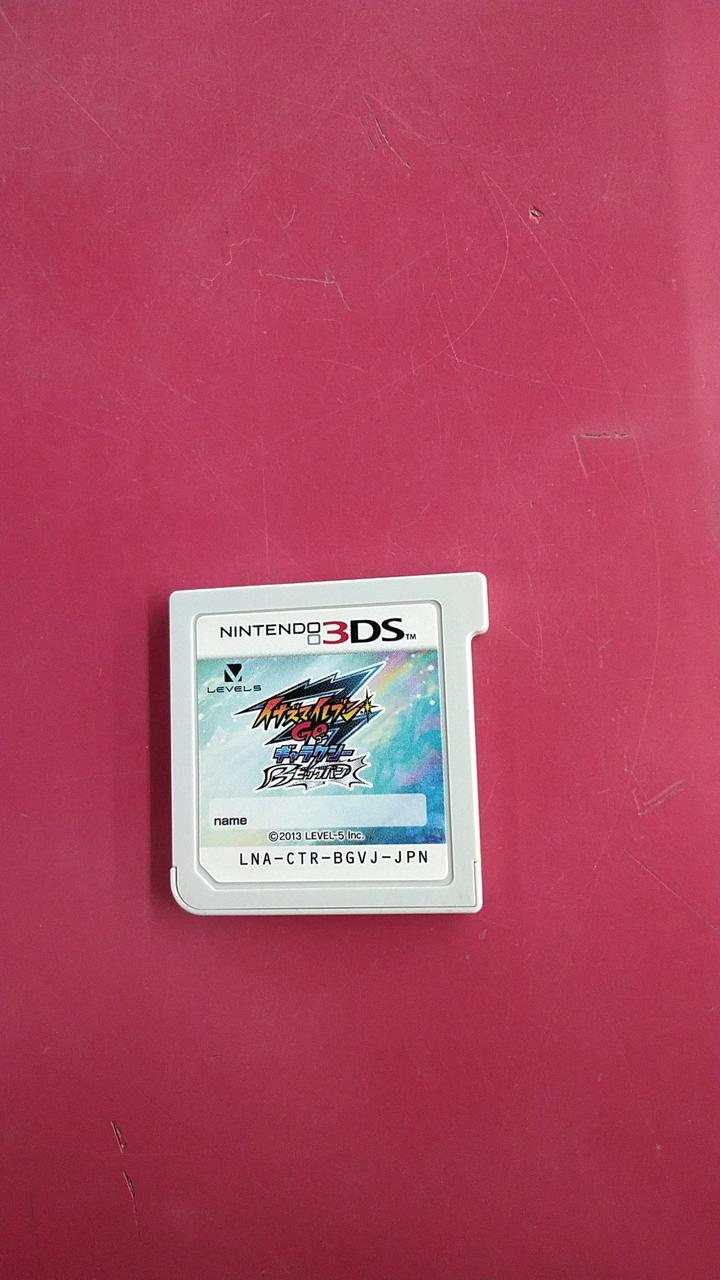 NINTENDO 3DS™
LEVEL5
イナズマイレブン
GO
ギャラクシー
ビッグバン
name
©2013 LEVEL-5 Inc.
LNA-CTR-BGVJ-JPN